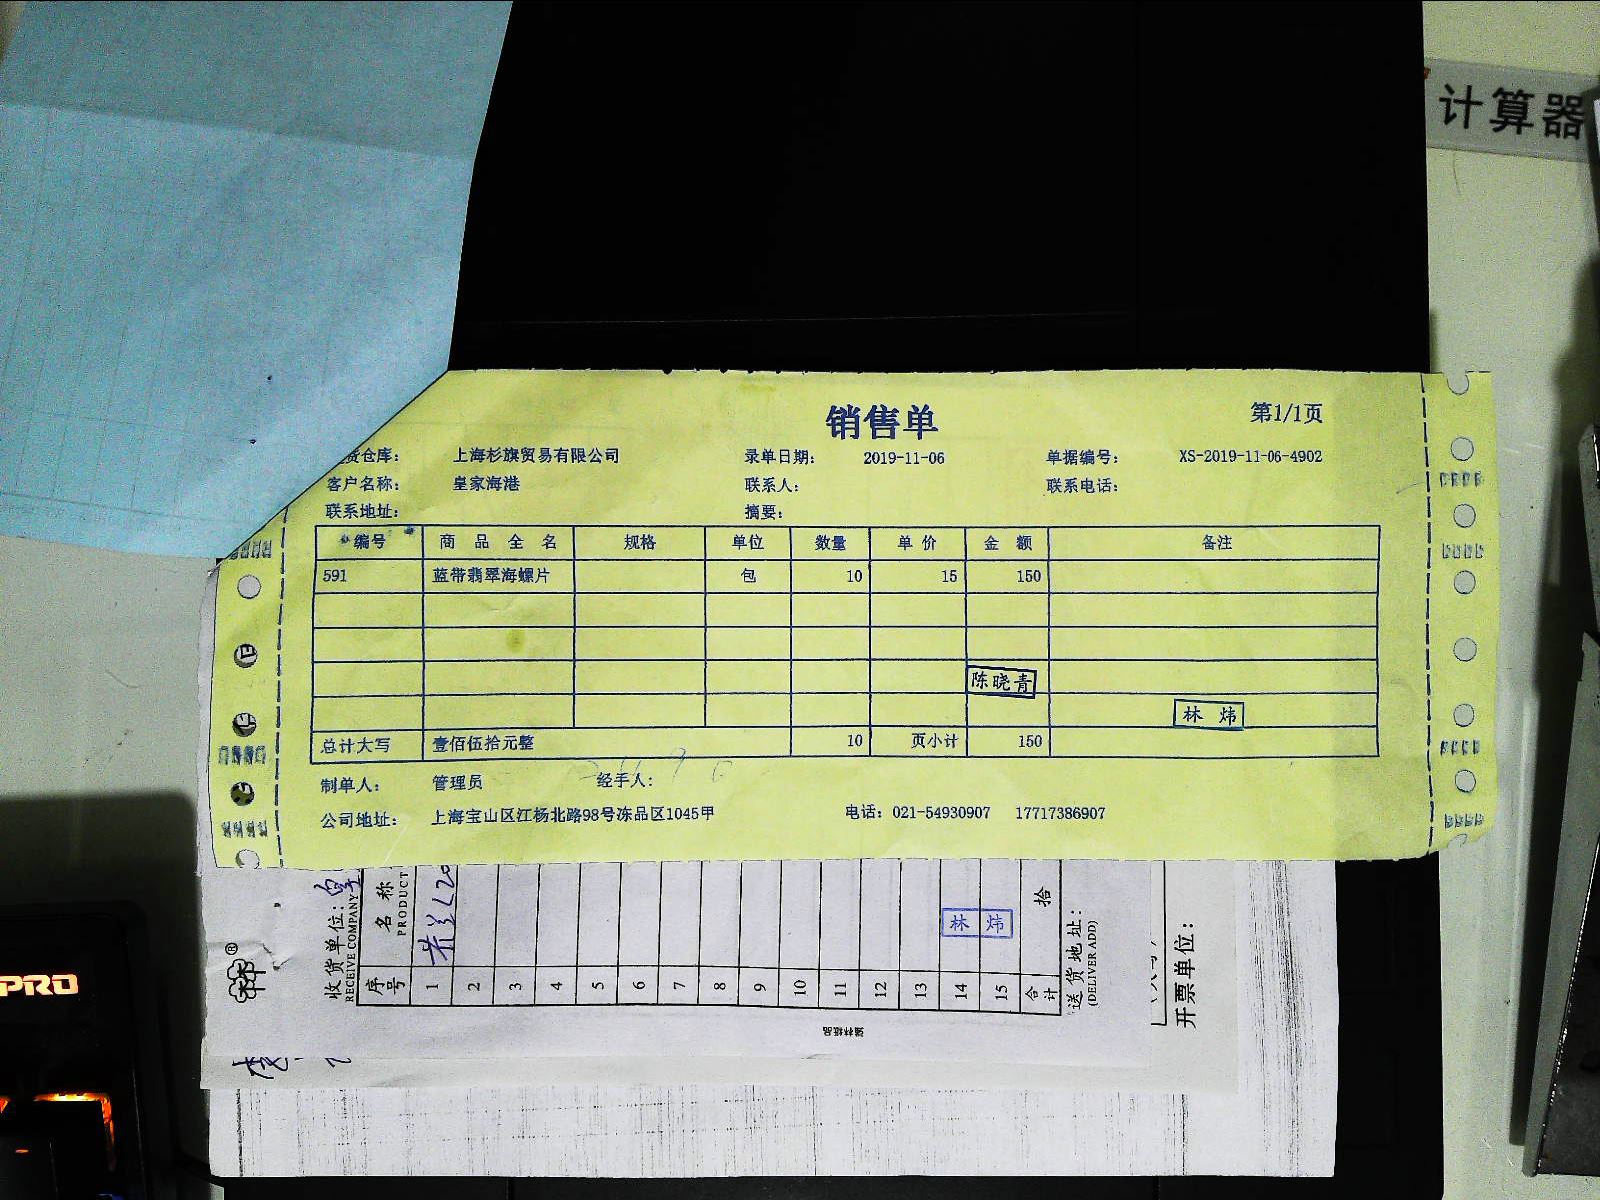 计算器
销售单
第1/1页
货仓库： 上海杉旗贸易有限公司 录单日期： 2019-11-06 单据编号： XS-2019-11-06-4902
客户名称： 皇家海港 联系人： 联系电话：
联系地址： 摘要：
编号 商品全名 规格 单位 数量 单价 金额 备注
591 蓝带翡翠海螺片 包 10 15 150
陈晓青
林炜
总计大写 壹佰伍拾元整 10 页小计 150
制单人： 管理员 经手人：
公司地址： 上海宝山区江杨北路98号冻品区1045甲 电话：021-54930907 17717386907
收货单位：
RECEIVE COMPANY
序号 名称
PRODUCT
1
2
3
4
5
6
7
8
9
10
11
12
13
14
15
林炜
合计 拾
送货地址：
(DELIVER ADD)
开票单位：
PRO